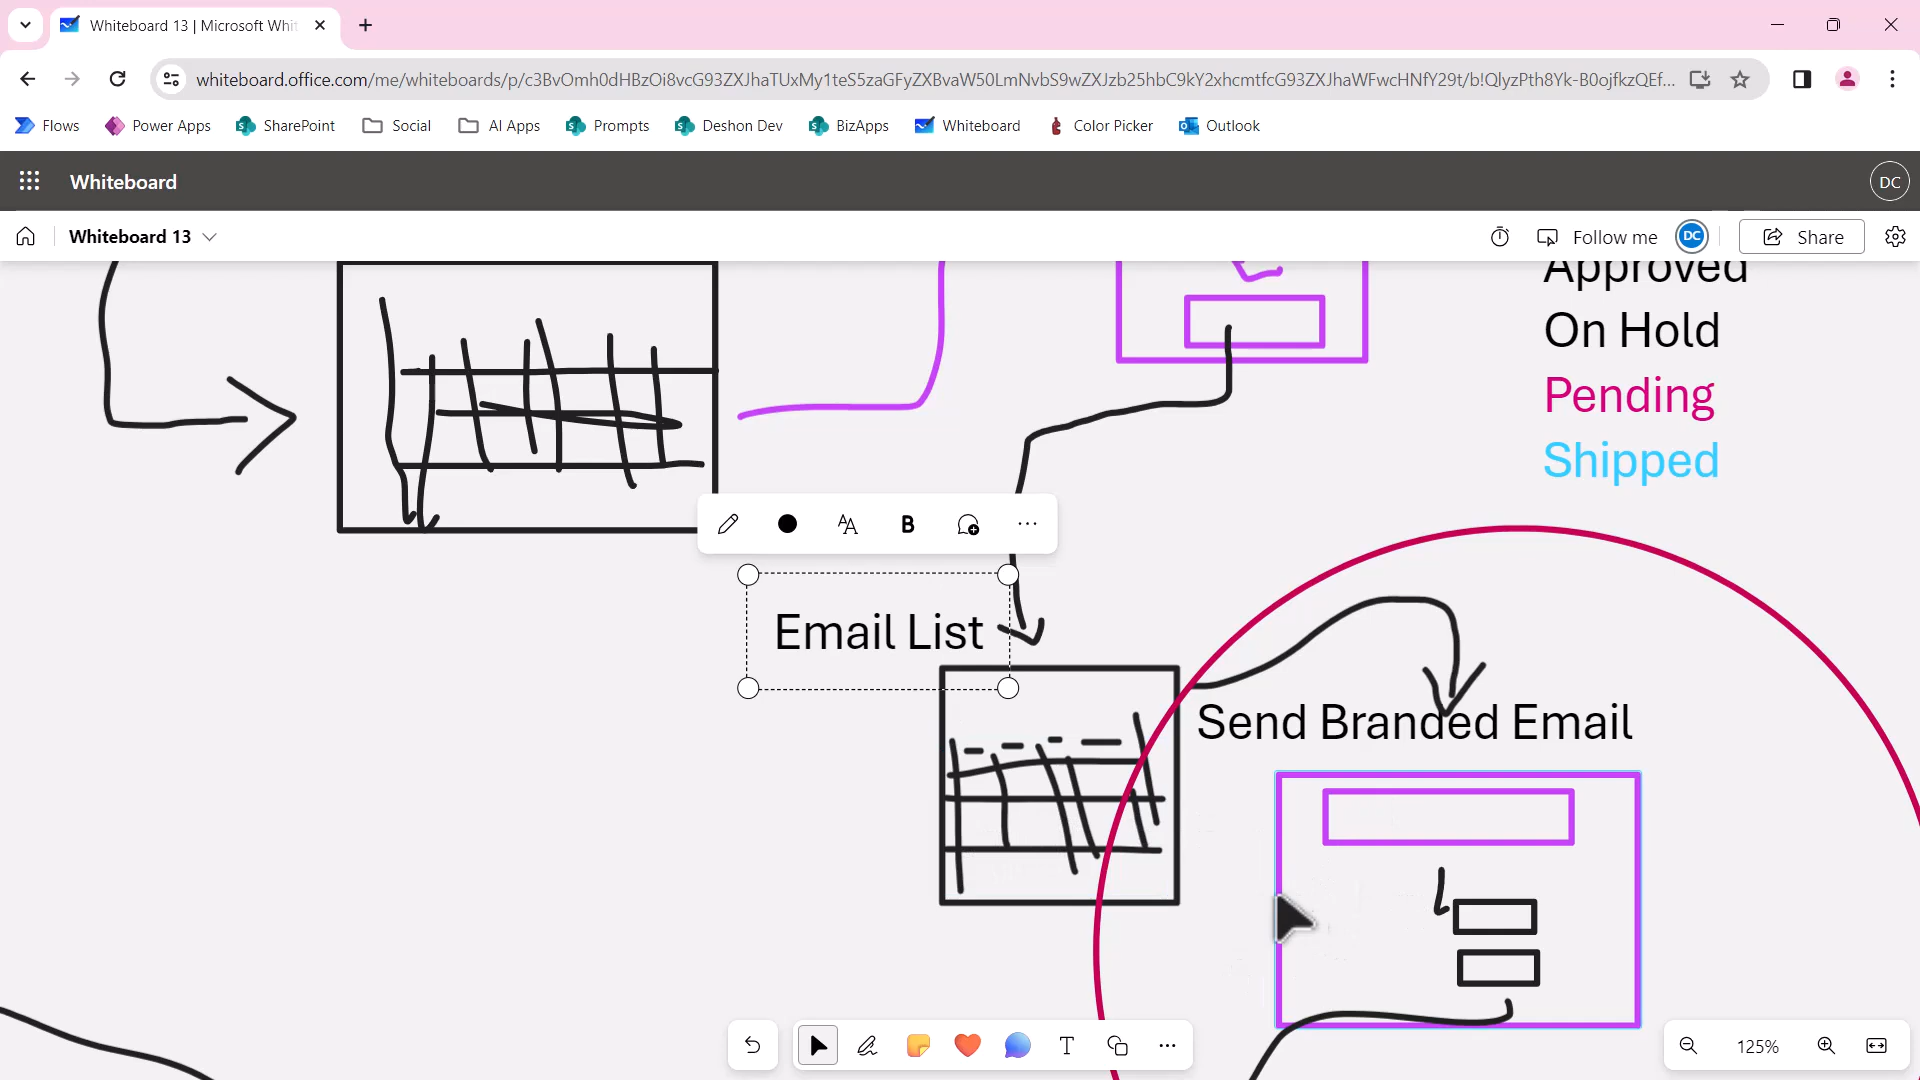 Whiteboard 13 | Microsoft Whit
whiteboard.office.com/me/whiteboards/p/c3BvOmh0dHBzOi8vcG93ZXJhaTUxMy1teS5zaGFyZXBvaW50LmNvbS9wZXJzb25hbC9kY2xhcmtfcG93ZXJhaWFwcHNfY29t/b!QlyzPth8Yk-B0ojfkzQEf...
Flows Power Apps SharePoint Social AI Apps Prompts Deshon Dev BizApps Whiteboard Color Picker Outlook
Whiteboard DC
Whiteboard 13 Follow me DC Share
Approved
On Hold
Pending
Shipped
B
Email List
Send Branded Email
125%